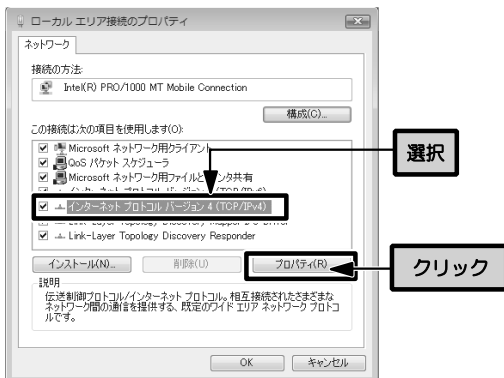 ローカル エリア接続のプロパティ
ネットワーク
接続の方法:
Intel(R) PRO/1000 MT Mobile Connection
構成(C)...
この接続は次の項目を使用します(O):
Microsoft ネットワーク用クライアント
QoS パケット スケジューラ
Microsoft ネットワーク用ファイルと
ンタ共有
選択
インターネット プロトコル バージョン 4 (TCP/IPv4)
Link-Layer Topology Discovery Responder
インストール(N)...
削除(U)
プロパティ(R)
クリック
説明
伝送制御プロトコル/インターネット プロトコル。相互接続されたさまざまな
ネットワーク間の通信を提供する、既定のワイド エリア ネットワーク プロトコ
ルです。
OK
キャンセル